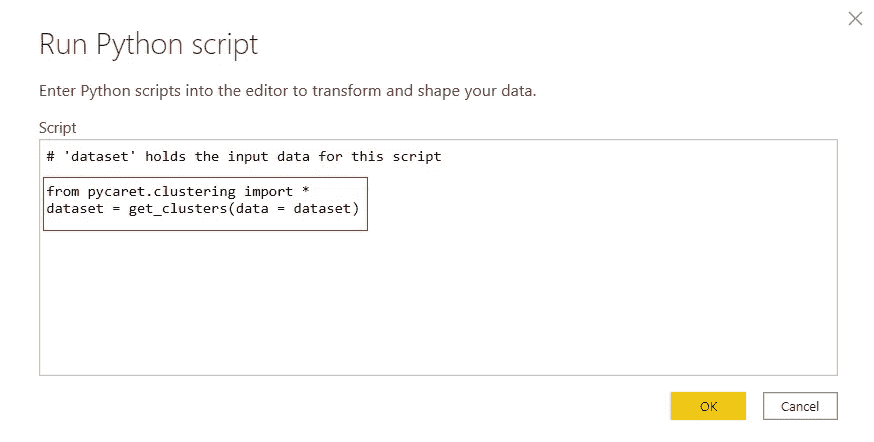 Run Python script
Enter Python scripts into the editor to transform and shape your data.
Script
# 'dataset' holds the input data for this script
from pycaret.clustering import *
dataset = get_clusters(data = dataset)
OK
Cancel